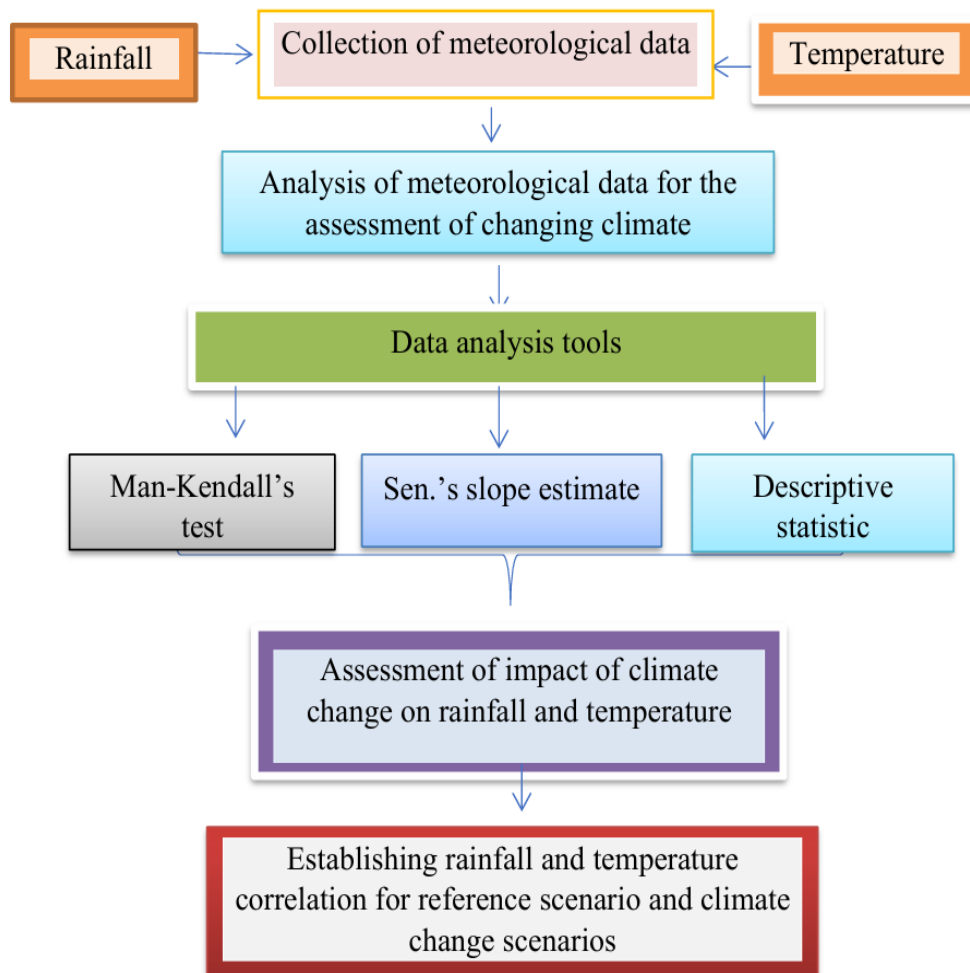 Rainfall
Collection of meteorological data
Temperature
Analysis of meteorological data for the
assessment of changing climate
Data analysis tools
Man-Kendall's
test
Sen.'s slope estimate
Descriptive
statistic
Assessment of impact of climate
change on rainfall and temperature
Establishing rainfall and temperature
correlation for reference scenario and climate
change scenarios